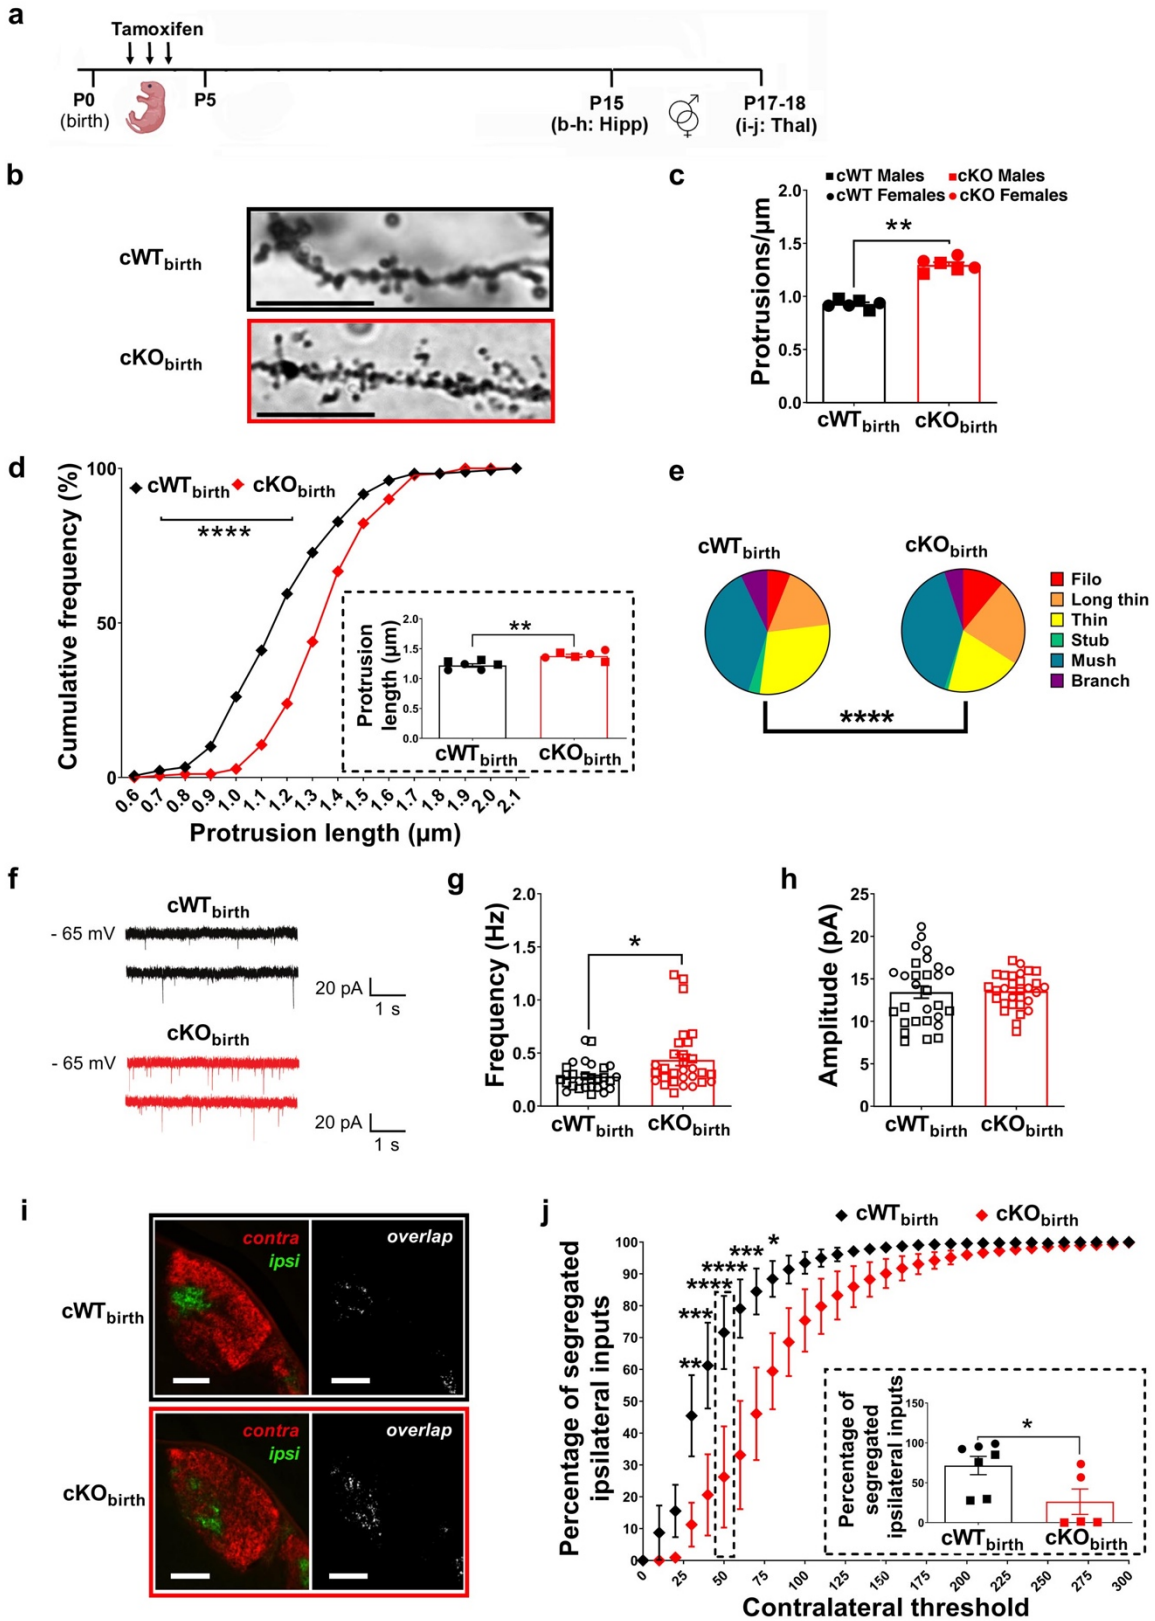 a
Tamoxifen
P0
(birth)
P5
P15
(b-h: Hipp)
P17-18
(i-j: Thal)
b
cWTbirth
cKObirth
c
cWT Males
cKO Males
cWT Females
cKO Females
Protrusions/µm
2.0
1.5
1.0
0.5
0.0
**
cWTbirth
cKObirth
d
Cumulative frequency (%)
100
50
0
cWTbirth
cKObirth
****
0.6
0.7
0.8
0.9
1.0
1.1
1.2
1.3
1.4
1.5
1.6
1.7
1.8
1.9
2.0
2.1
Protrusion length (µm)
Protrusion
length (µm)
2.0
1.5
1.0
0.5
0.0
**
cWTbirth
cKObirth
e
cWTbirth
cKObirth
****
Filo
Long thin
Thin
Stub
Mush
Branch
f
cWTbirth
- 65 mV
20 pA
1 s
cKObirth
- 65 mV
20 pA
1 s
g
Frequency (Hz)
2.0
1.5
1.0
0.5
0.0
*
cWTbirth
cKObirth
h
Amplitude (pA)
25
20
15
10
5
0
cWTbirth
cKObirth
i
cWTbirth
contra
ipsi
overlap
cKObirth
contra
ipsi
overlap
j
cWTbirth
cKObirth
Percentage of segregated
ipsilateral inputs
100
90
80
70
60
50
40
30
20
10
0
**
***
****
****
***
*
0
25
50
75
100
125
150
175
200
225
250
275
300
Contralateral threshold
Percentage of
segregated
ipsilateral inputs
150
100
50
0
*
cWTbirth
cKObirth